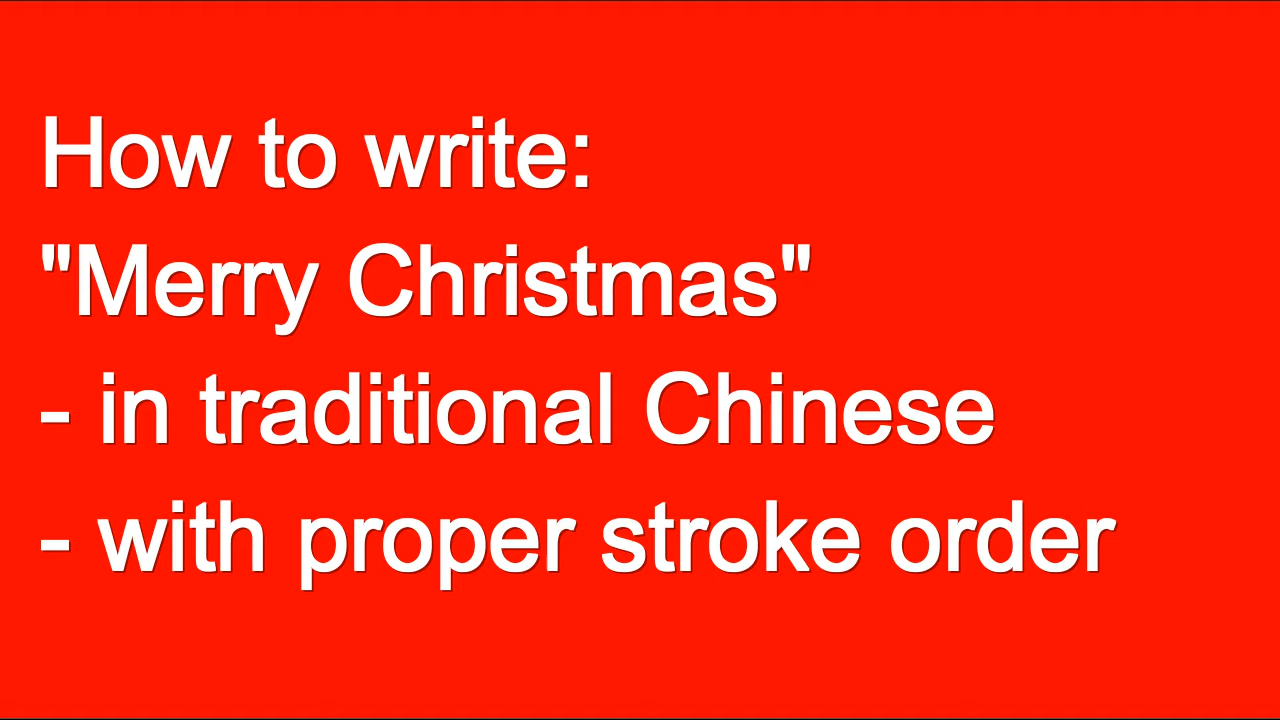 How to write:
"Merry Christmas"
- in traditional Chinese
- with proper stroke order